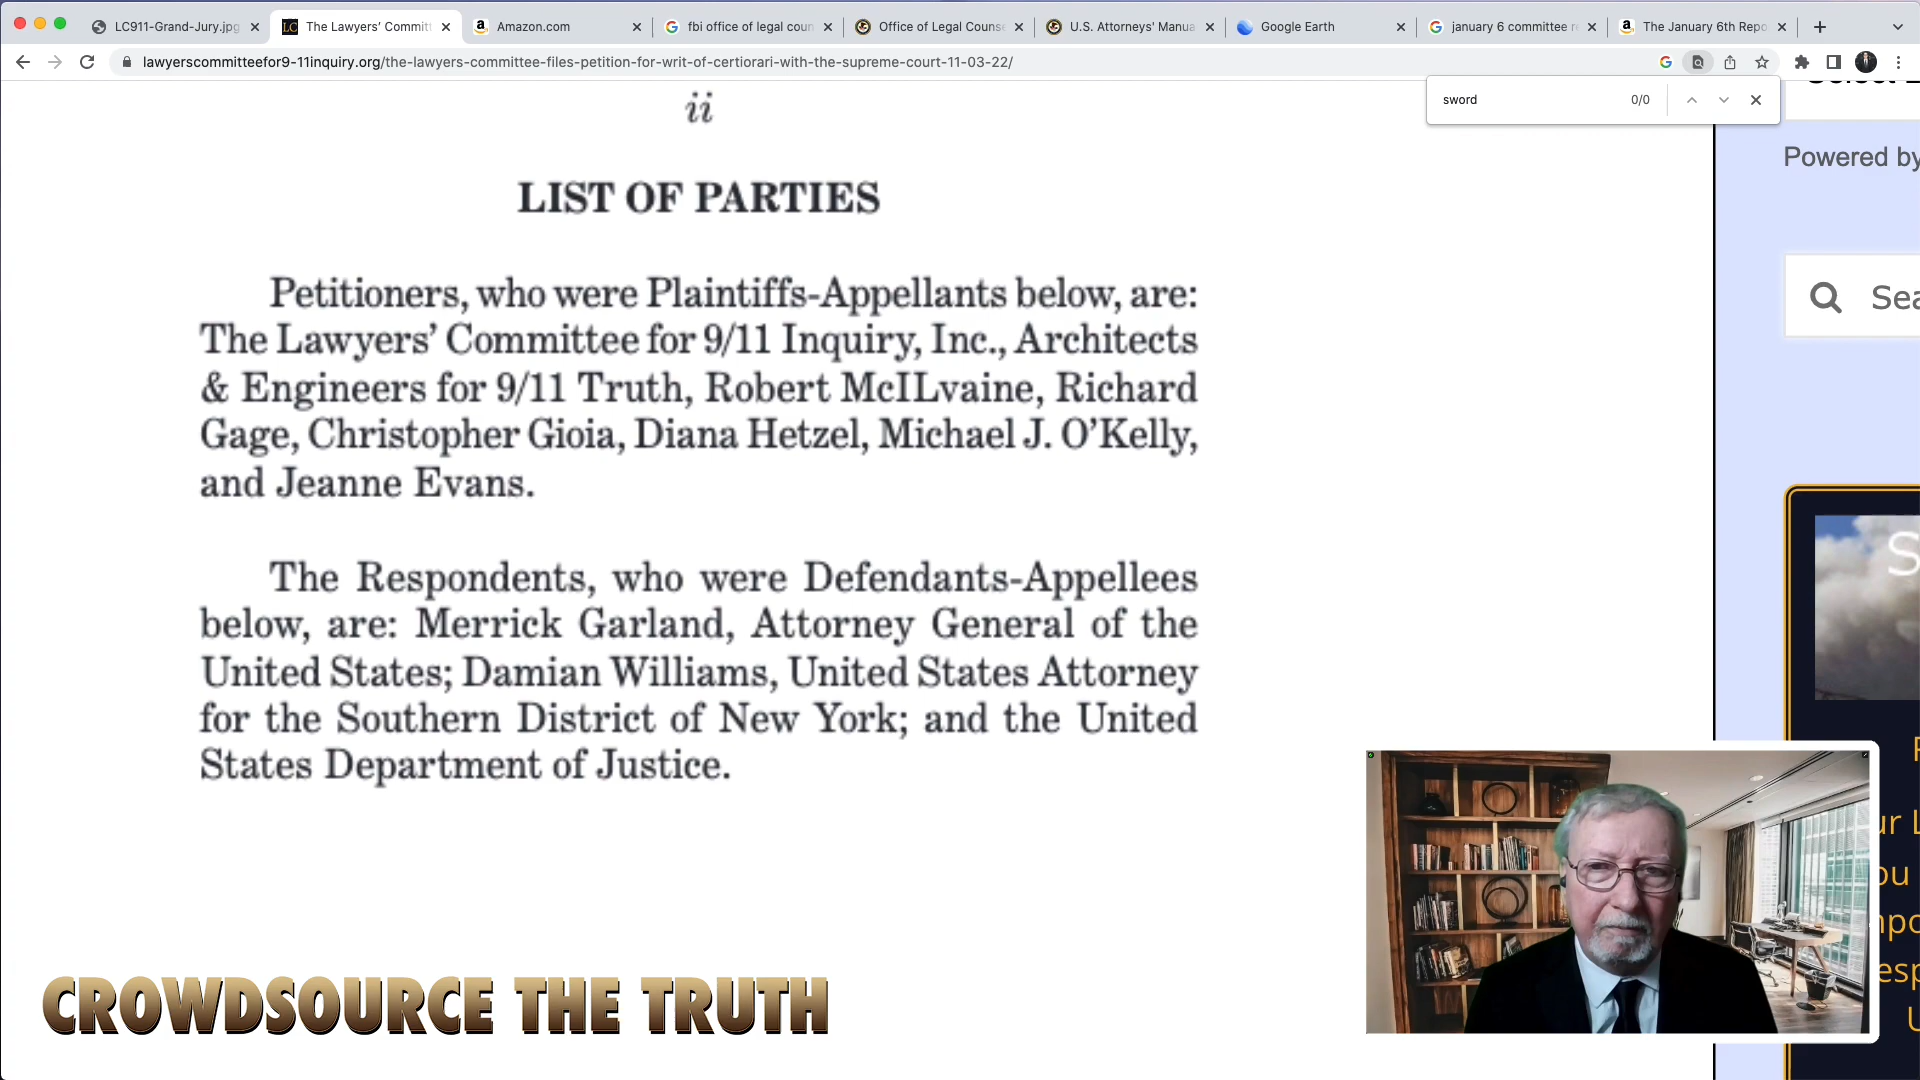 LC911-Grand-Jury.jpg
The Lawyers' Committ
Amazon.com
fbi office of legal coun
Office of Legal Counse
U.S. Attorneys' Manua
Google Earth
january 6 committee re
The January 6th Repo
lawyerscommitteefor9-11inquiry.org/the-lawyers-committee-files-petition-for-writ-of-certiorari-with-the-supreme-court-11-03-22/
sword 0/0
Powered by
Sea
ii
LIST OF PARTIES
Petitioners, who were Plaintiffs-Appellants below, are:
The Lawyers' Committee for 9/11 Inquiry, Inc., Architects
& Engineers for 9/11 Truth, Robert McILvaine, Richard
Gage, Christopher Gioia, Diana Hetzel, Michael J. O'Kelly,
and Jeanne Evans.
The Respondents, who were Defendants-Appellees
below, are: Merrick Garland, Attorney General of the
United States; Damian Williams, United States Attorney
for the Southern District of New York; and the United
States Department of Justice.
CROWDSOURCE THE TRUTH